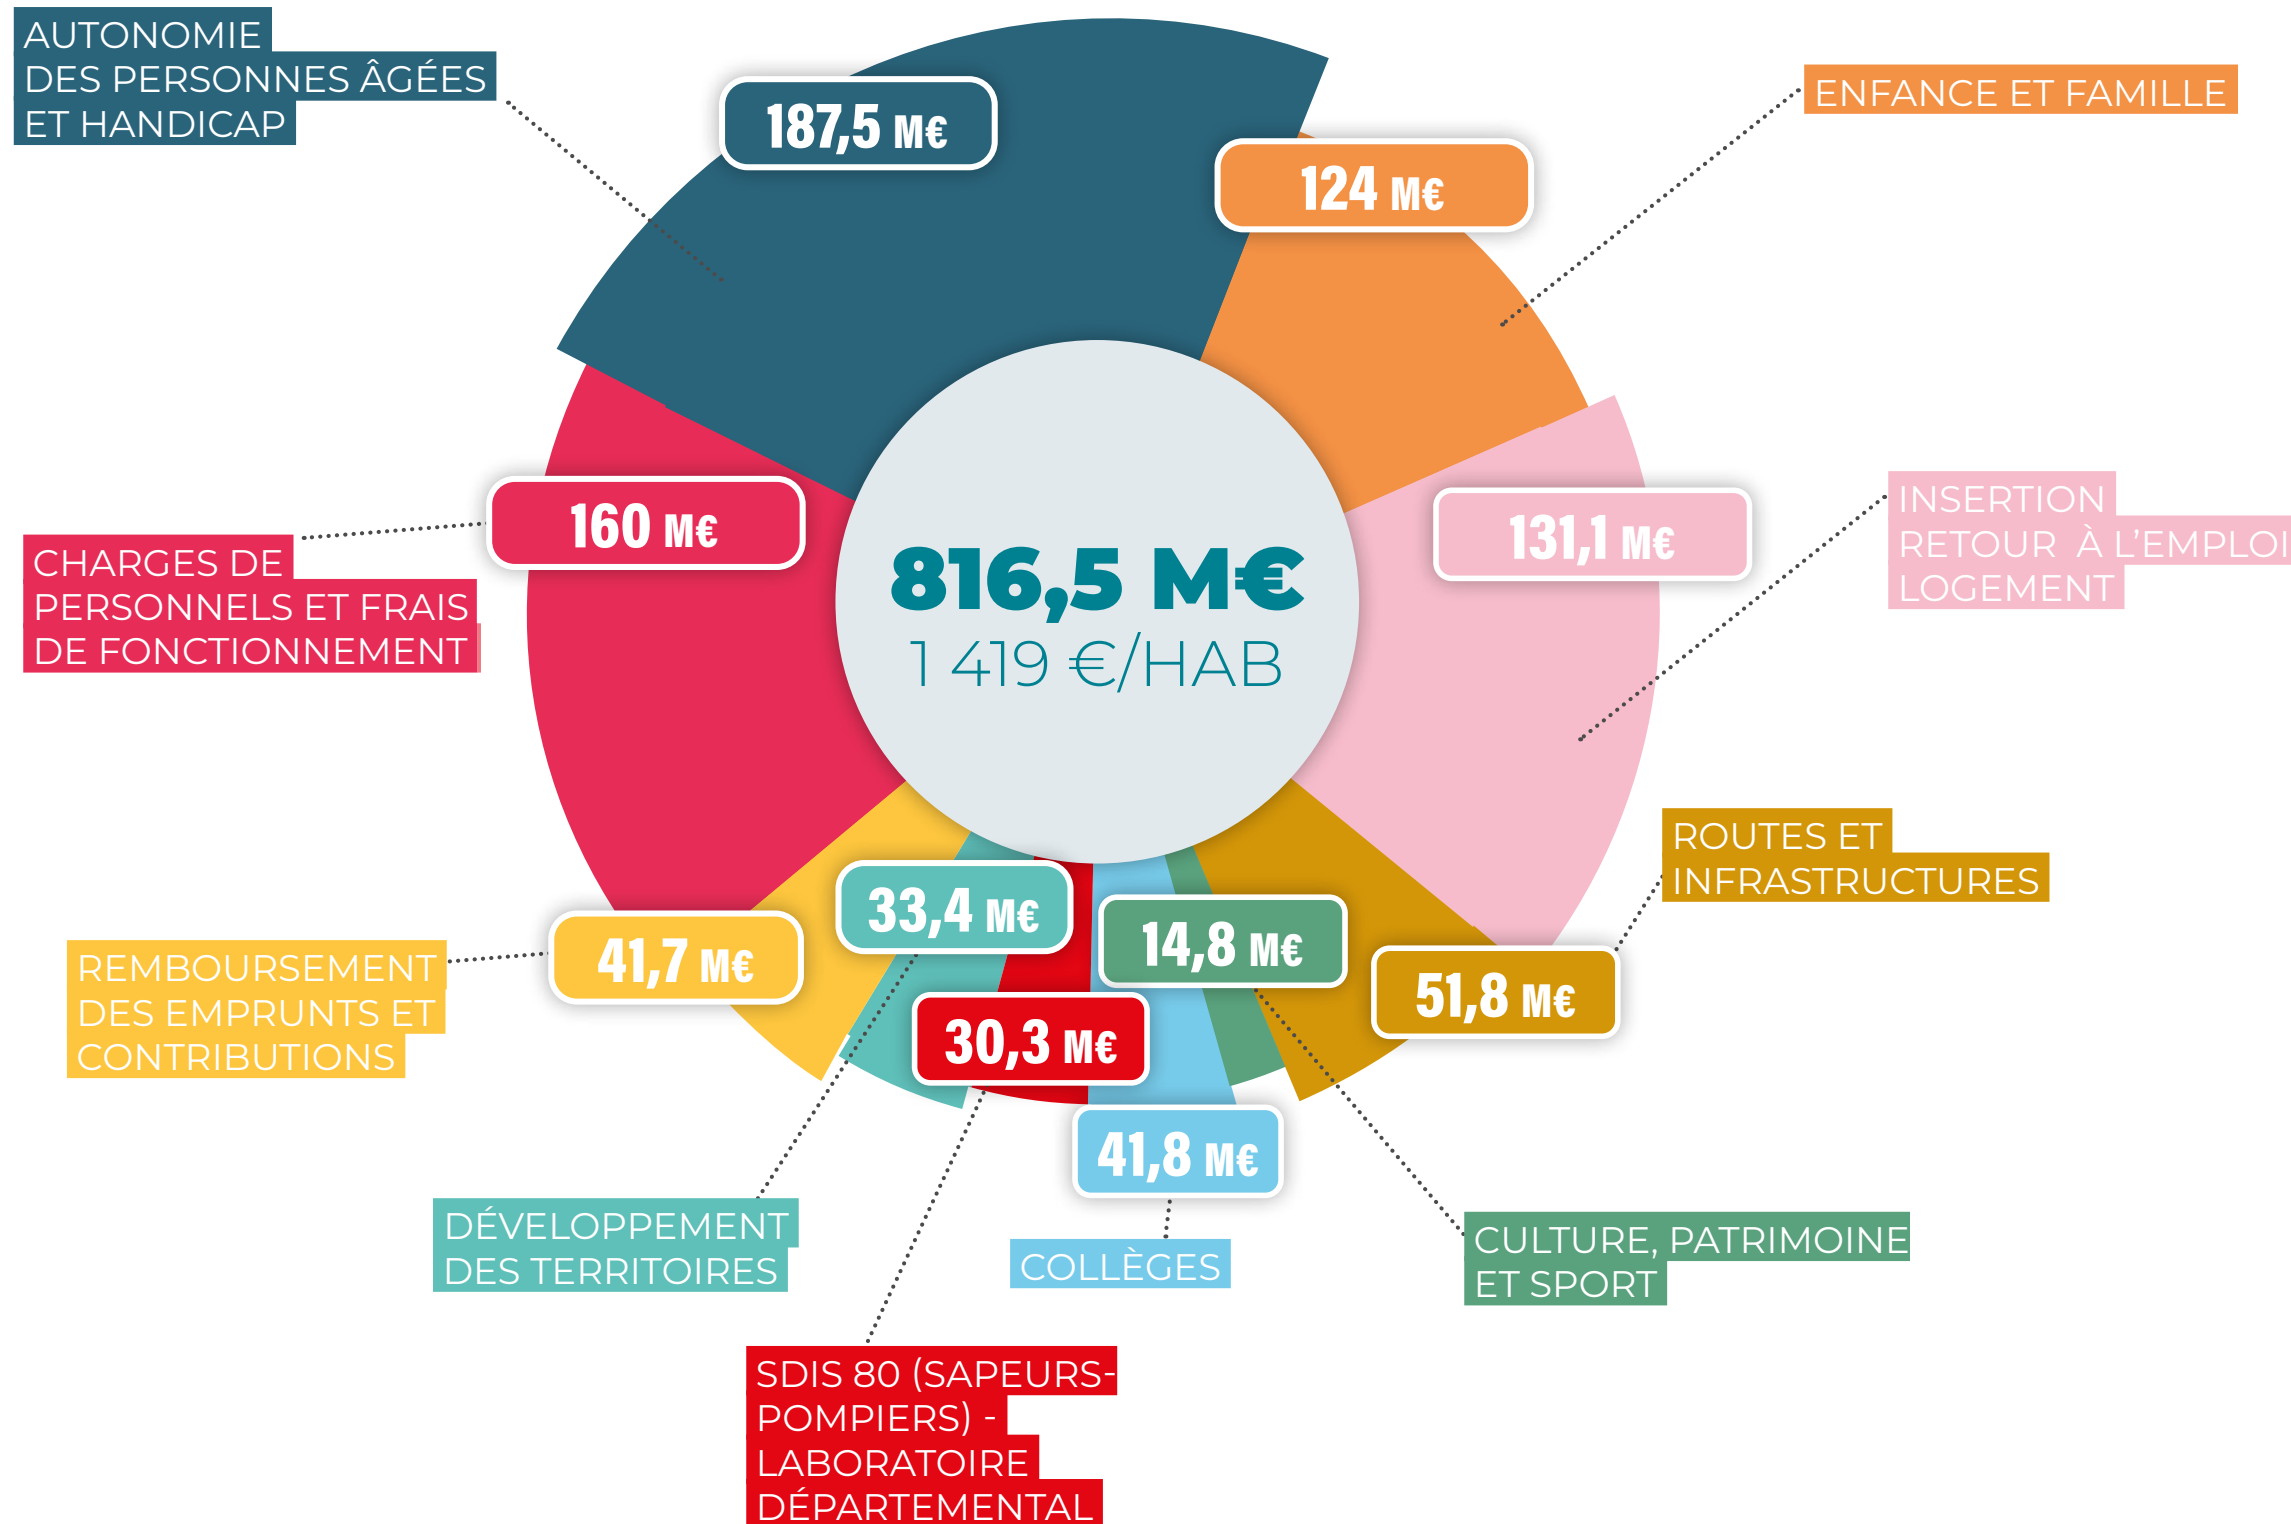 AUTONOMIE
DES PERSONNES ÂGÉES
ET HANDICAP
187,5 M€
ENFANCE ET FAMILLE
124 M€
INSERTION
RETOUR À L'EMPLOI
LOGEMENT
131,1 M€
160 M€
CHARGES DE
PERSONNELS ET FRAIS
DE FONCTIONNEMENT
816,5 M€
1 419 €/HAB
ROUTES ET
INFRASTRUCTURES
51,8 M€
33,4 M€
14,8 M€
41,7 M€
REMBOURSEMENT
DES EMPRUNTS ET
CONTRIBUTIONS
30,3 M€
41,8 M€
DÉVELOPPEMENT
DES TERRITOIRES
COLLÈGES
CULTURE, PATRIMOINE
ET SPORT
SDIS 80 (SAPEURS-
POMPIERS) -
LABORATOIRE
DÉPARTEMENTAL